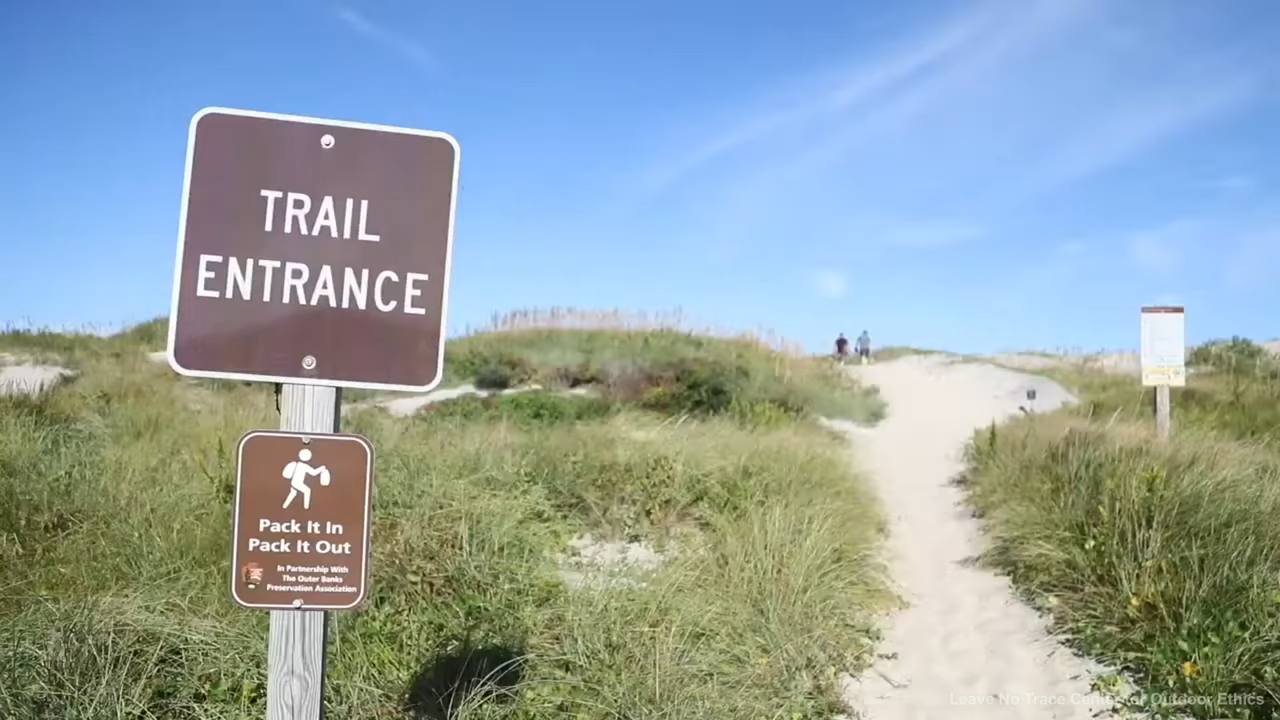 TRAIL
ENTRANCE
Pack It In
Pack It Out
In Partnership With
The Outer Banks
Preservation Association
Leave No Trace Center for Outdoor Ethics